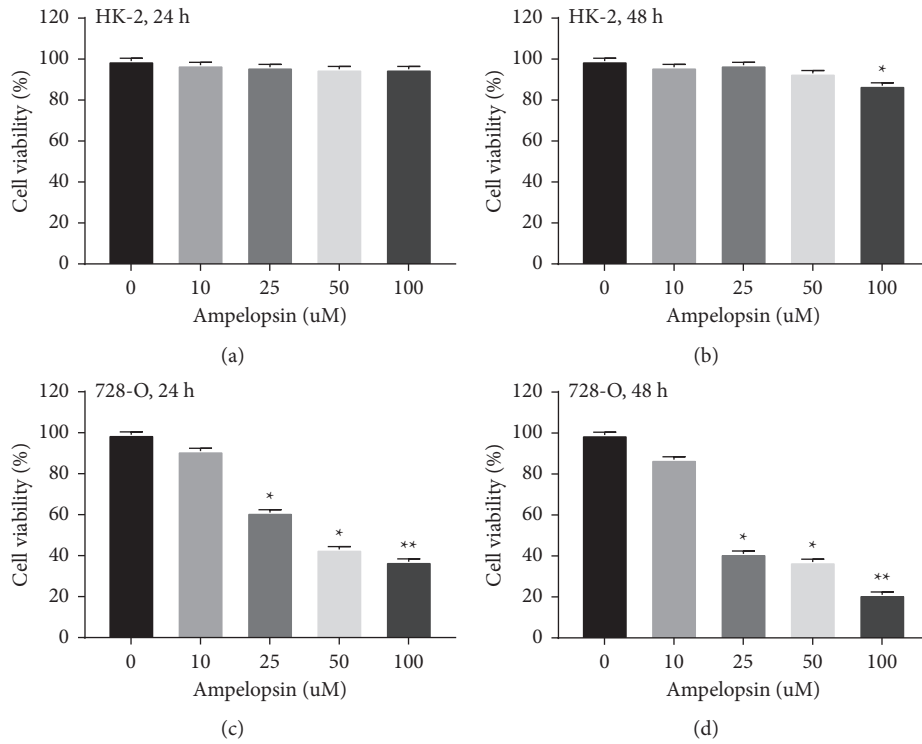 HK-2, 24 h
120
100
80
60
40
20
0
Cell viability (%)
0 10 25 50 100
Ampelopsin (uM)
(a)
HK-2, 48 h
120
100
80
60
40
20
0
Cell viability (%)
*
0 10 25 50 100
Ampelopsin (uM)
(b)
728-O, 24 h
120
100
80
60
40
20
0
Cell viability (%)
* * **
0 10 25 50 100
Ampelopsin (uM)
(c)
728-O, 48 h
120
100
80
60
40
20
0
Cell viability (%)
* * **
0 10 25 50 100
Ampelopsin (uM)
(d)